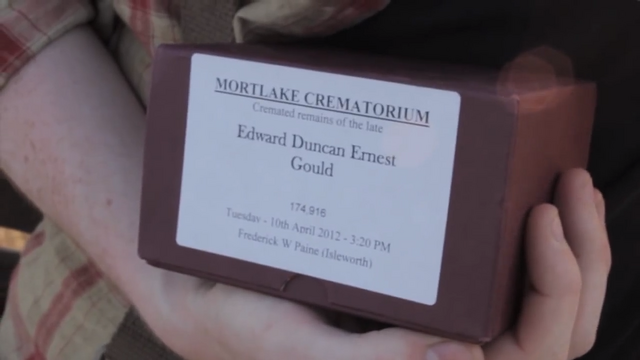 MORTLAKE CREMATORIUM
Cremated remains of the late
Edward Duncan Ernest
Gould
174,916
Tuesday - 10th April 2012 - 3:20 PM
Frederick W Paine (Isleworth)